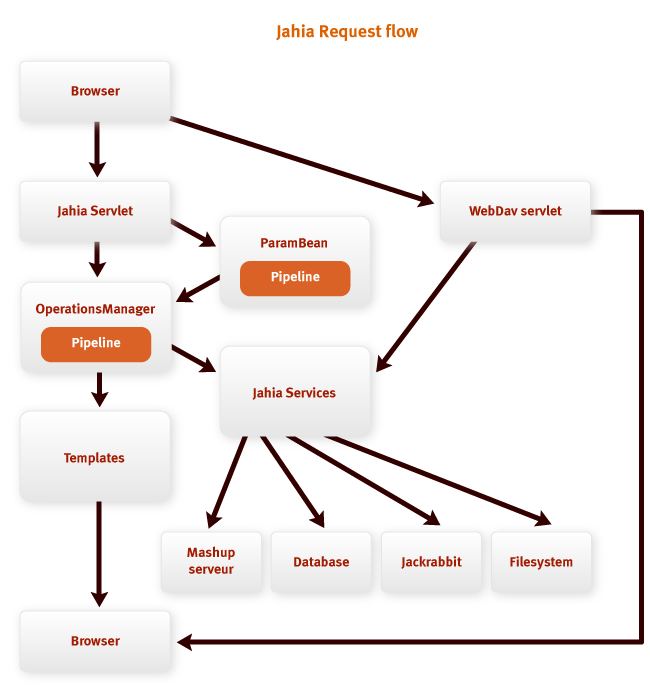 Jahia Request flow
Browser
Jahia Servlet
WebDav servlet
ParamBean
Pipeline
OperationsManager
Pipeline
Jahia Services
Templates
Mashup
serveur
Database
Jackrabbit
Filesystem
Browser